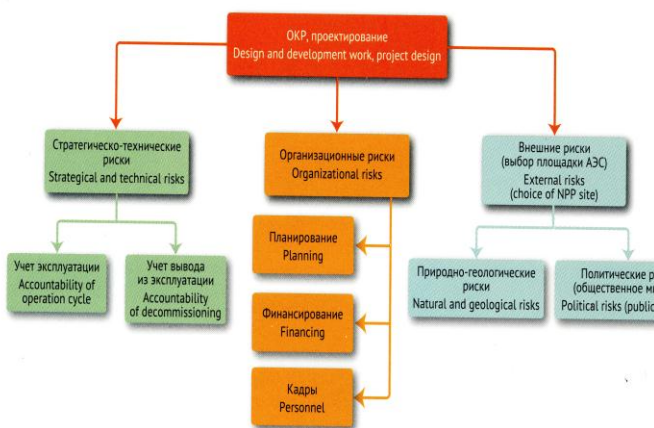 ОКР, проектирование
Design and development work, project design
Стратегическо-технические
риски
Strategical and technical risks
Организационные риски
Organizational risks
Внешние риски
(выбор площадки АЭС)
External risks
(choice of NPP site)
Учет эксплуатации
Accountability of
operation cycle
Учет вывода
из эксплуатации
Accountability
of decommissioning
Планирование
Planning
Финансирование
Financing
Кадры
Personnel
Природно-геологические
риски
Natural and geological risks
Политические
(общественное
Political risks (public